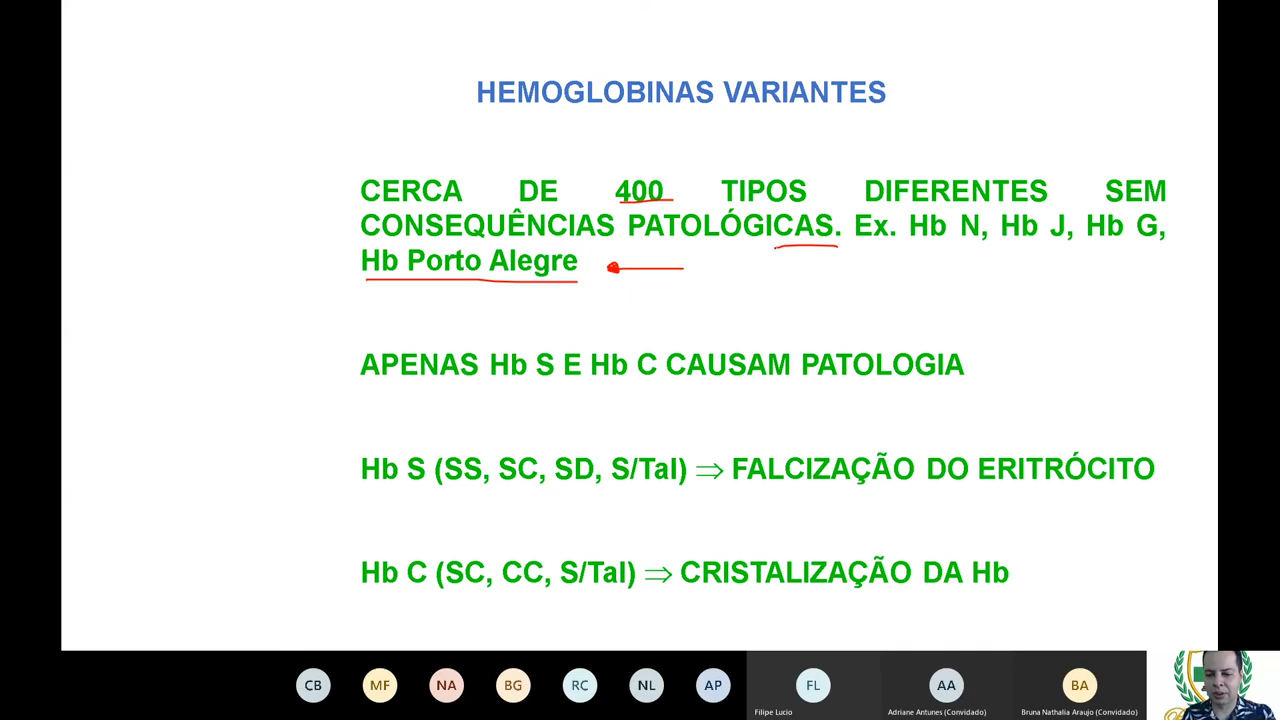 HEMOGLOBINAS VARIANTES
CERCA DE 400 TIPOS DIFERENTES SEM
CONSEQUÊNCIAS PATOLÓGICAS. Ex. Hb N, Hb J, Hb G,
Hb Porto Alegre
APENAS Hb S E Hb C CAUSAM PATOLOGIA
Hb S (SS, SC, SD, S/Tal) ⇒ FALCIZAÇÃO DO ERITRÓCITO
Hb C (SC, CC, S/Tal) ⇒ CRISTALIZAÇÃO DA Hb
CB MF NA BG RC NL AP FL AA BA
Filipe Lucio Adriane Antunes (Convidado) Bruna Nathalia Araujo (Convidado)